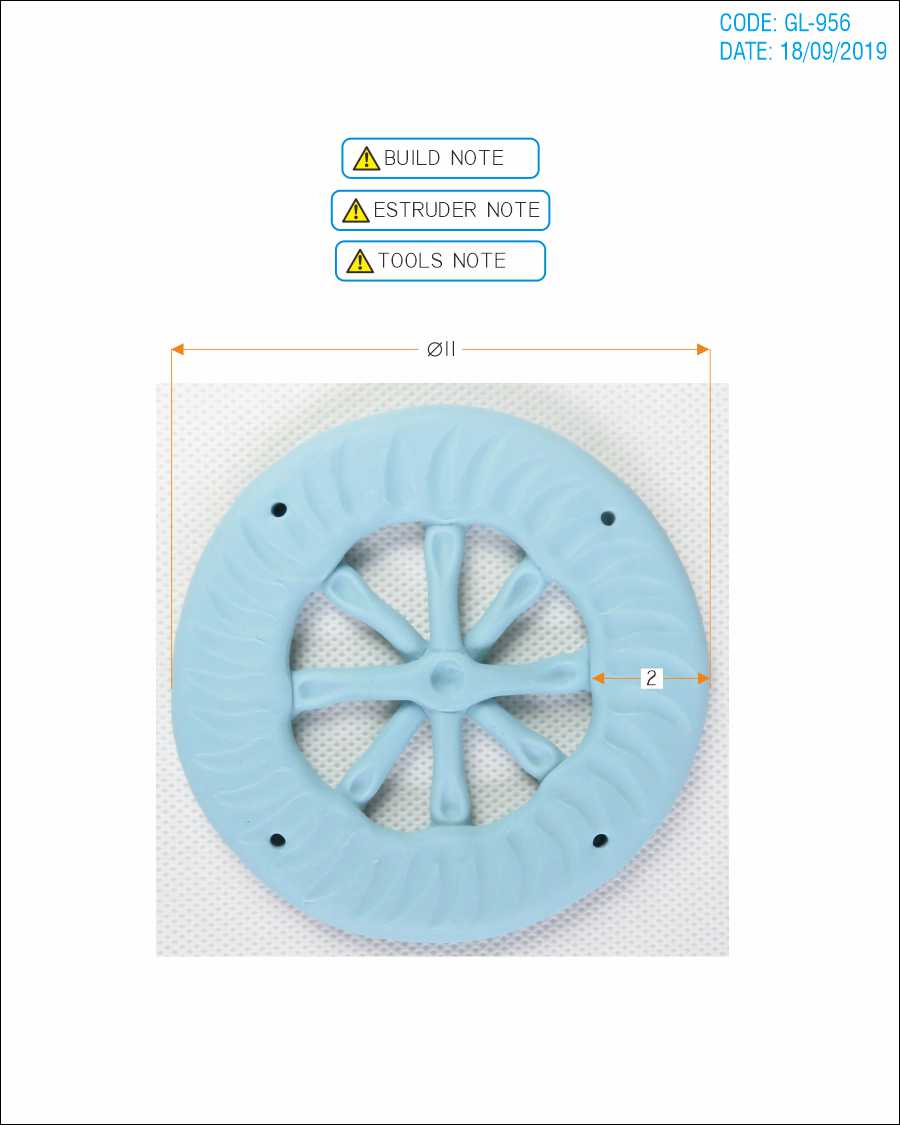 CODE: GL-956
DATE: 18/09/2019
BUILD NOTE
ESTRUDER NOTE
TOOLS NOTE
Ø11
2